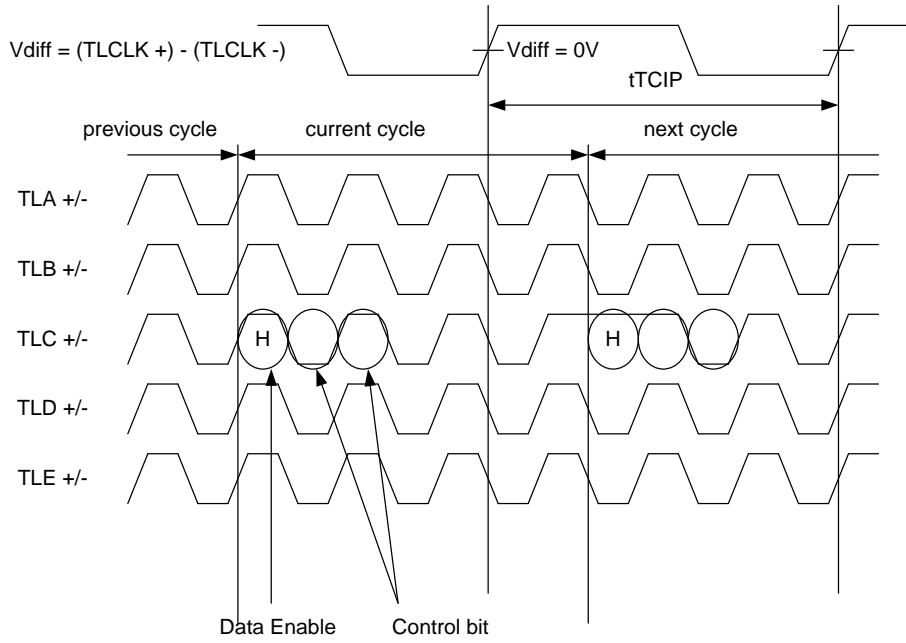 Vdiff = (TLCLK +) - (TLCLK -)
Vdiff = 0V
tTCIP
previous cycle
current cycle
next cycle
TLA +/-
TLB +/-
TLC +/-
H
H
TLD +/-
TLE +/-
Data Enable
Control bit